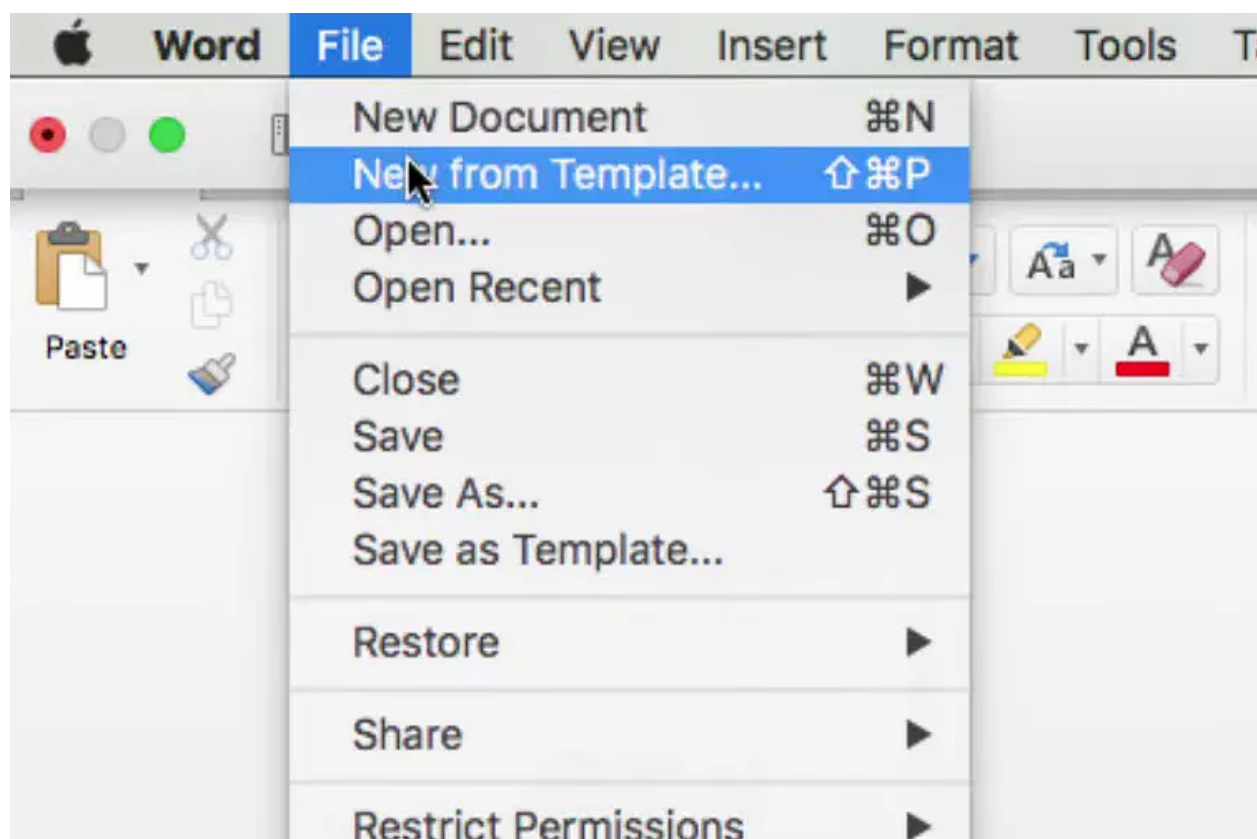 Word File Edit View Insert Format Tools
New Document ⌘N
New from Template... ⇧⌘P
Open... ⌘O
Open Recent ▶
Paste
Close ⌘W
Save ⌘S
Save As... ⇧⌘S
Save as Template...
Restore ▶
Share ▶
Restrict Permissions ▶